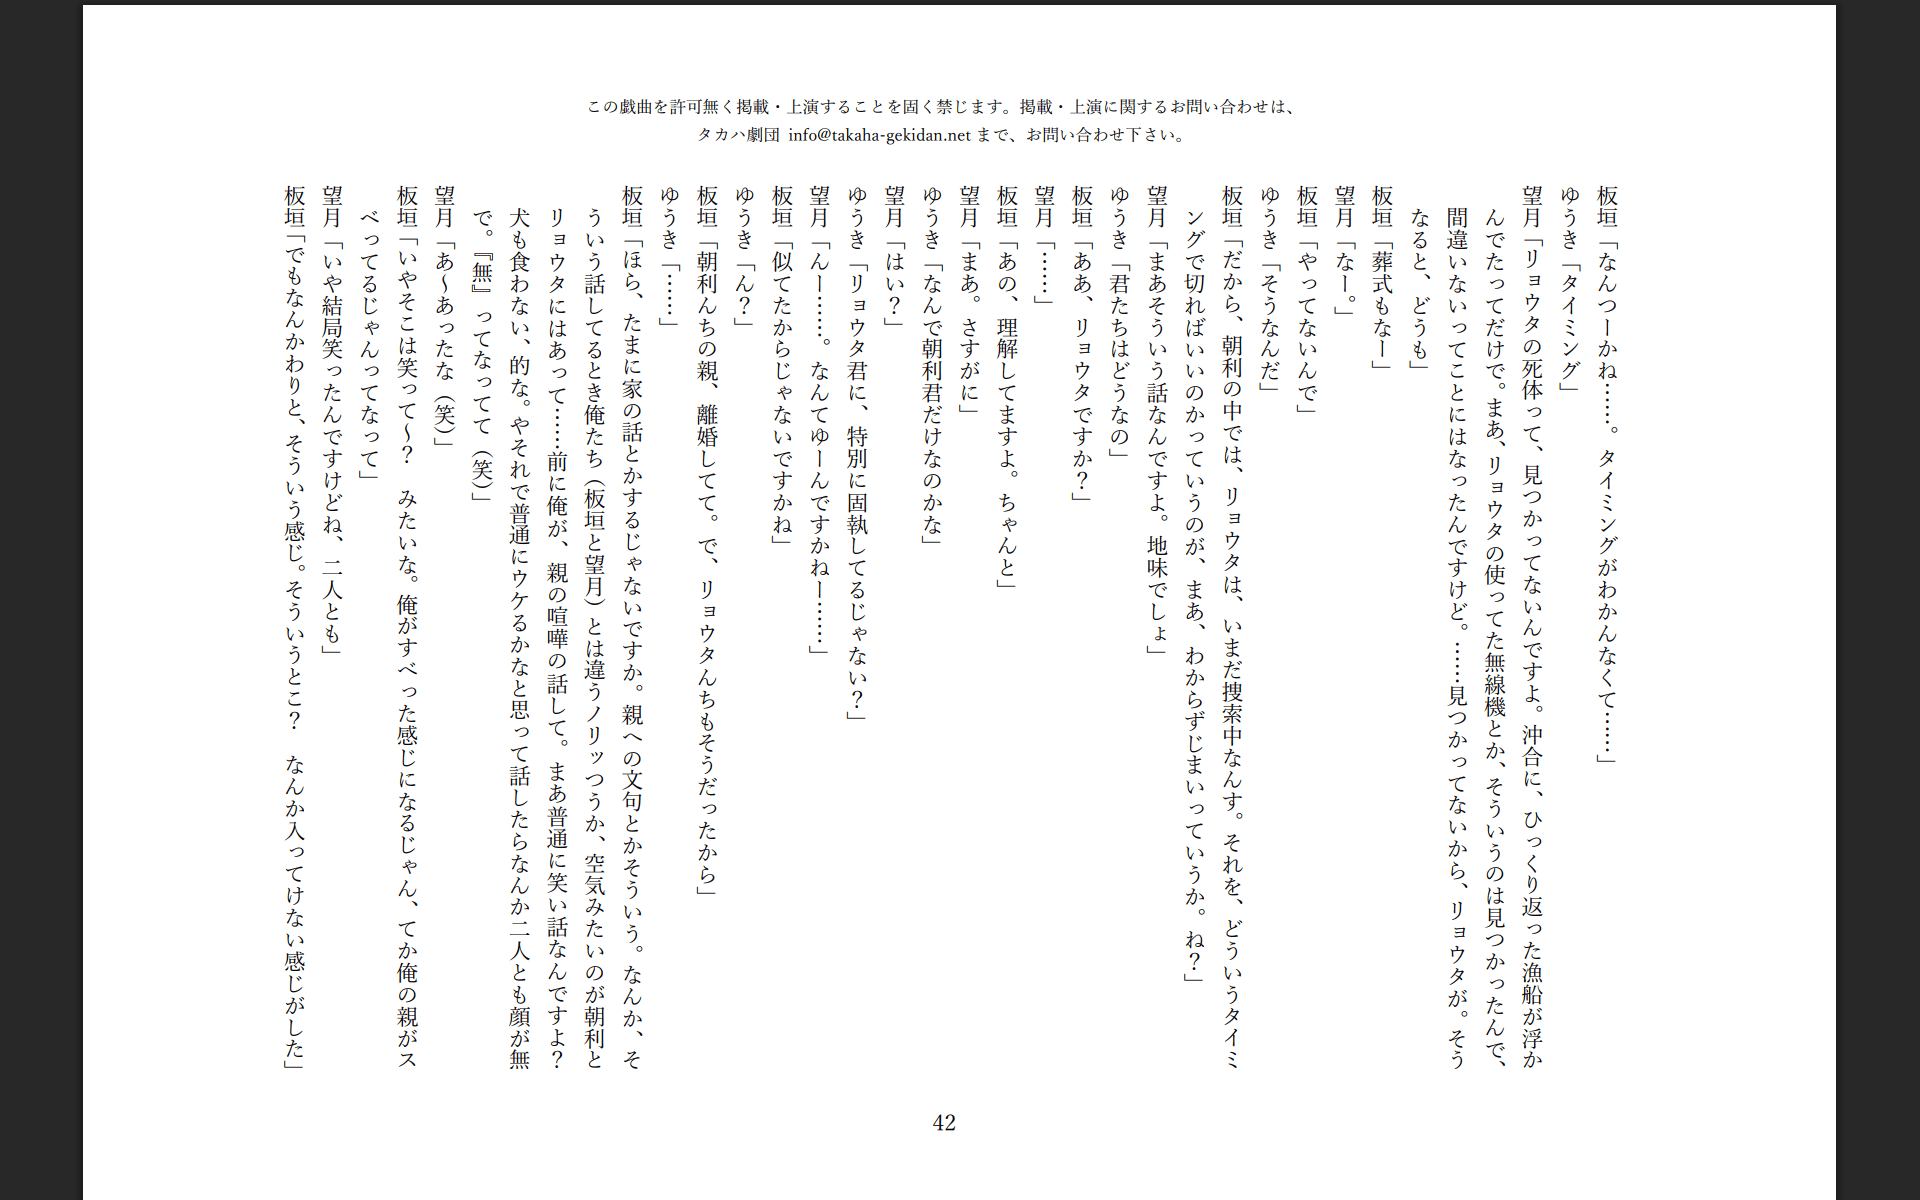 この戯曲を許可無く掲載・上演することを固く禁じます。掲載・上演に関するお問い合わせは、
タカハ劇団 info@takaha-gekidan.net まで、お問い合わせ下さい。
板垣「なんつーかね……。タイミングがわかんなくて……」
ゆうき「タイミング」
望月「リョウタの死体って、見つかってないんですよ。沖合に、ひっくり返った漁船が浮か
んでたってだけで。まあ、リョウタの使ってた無線機とか、そういうのは見つかったんで、
間違いないってことにはなったんですけど。……見つかってないから、リョウタが。そう
なると、どうも」
板垣「葬式もなー」
望月「なー。」
板垣「やってないんで」
ゆうき「そうなんだ」
板垣「だから、朝利の中では、リョウタは、いまだ捜索中なんす。それを、どういうタイミ
ングで切ればいいのかっていうのが、まあ、わからずじまいっていうか。ね？」
望月「まあそういう話なんですよ。地味でしょ」
ゆうき「君たちはどうなの」
板垣「ああ、リョウタですか？」
望月「……」
板垣「あの、理解してますよ。ちゃんと」
望月「まあ。さすがに」
ゆうき「なんで朝利君だけなのかな」
望月「はい？」
ゆうき「リョウタ君に、特別に固執してるじゃない？」
望月「んー……。なんてゆーんですかねー……」
板垣「似てたからじゃないですかね」
ゆうき「ん？」
板垣「朝利んちの親、離婚してて。で、リョウタんちもそうだったから」
ゆうき「……」
板垣「ほら、たまに家の話とかするじゃないですか。親への文句とかそういう。なんか、そ
ういう話してるとき俺たち（板垣と望月）とは違うノリッつうか、空気みたいのが朝利と
リョウタにはあって……前に俺が、親の喧嘩の話して。まあ普通に笑い話なんですよ？
犬も食わない、的な。やそれで普通にウケるかなと思って話したらなんか二人とも顔が無
で。『無』ってなってて（笑）」
望月「あ～あったな（笑）」
板垣「いやそこは笑って～？　みたいな。俺がすべった感じになるじゃん、てか俺の親がス
べってるじゃんってなって」
望月「いや結局笑ったんですけどね、二人とも」
板垣「でもなんかわりと、そういう感じ。そういうとこ？　なんか入ってけない感じがした」
42